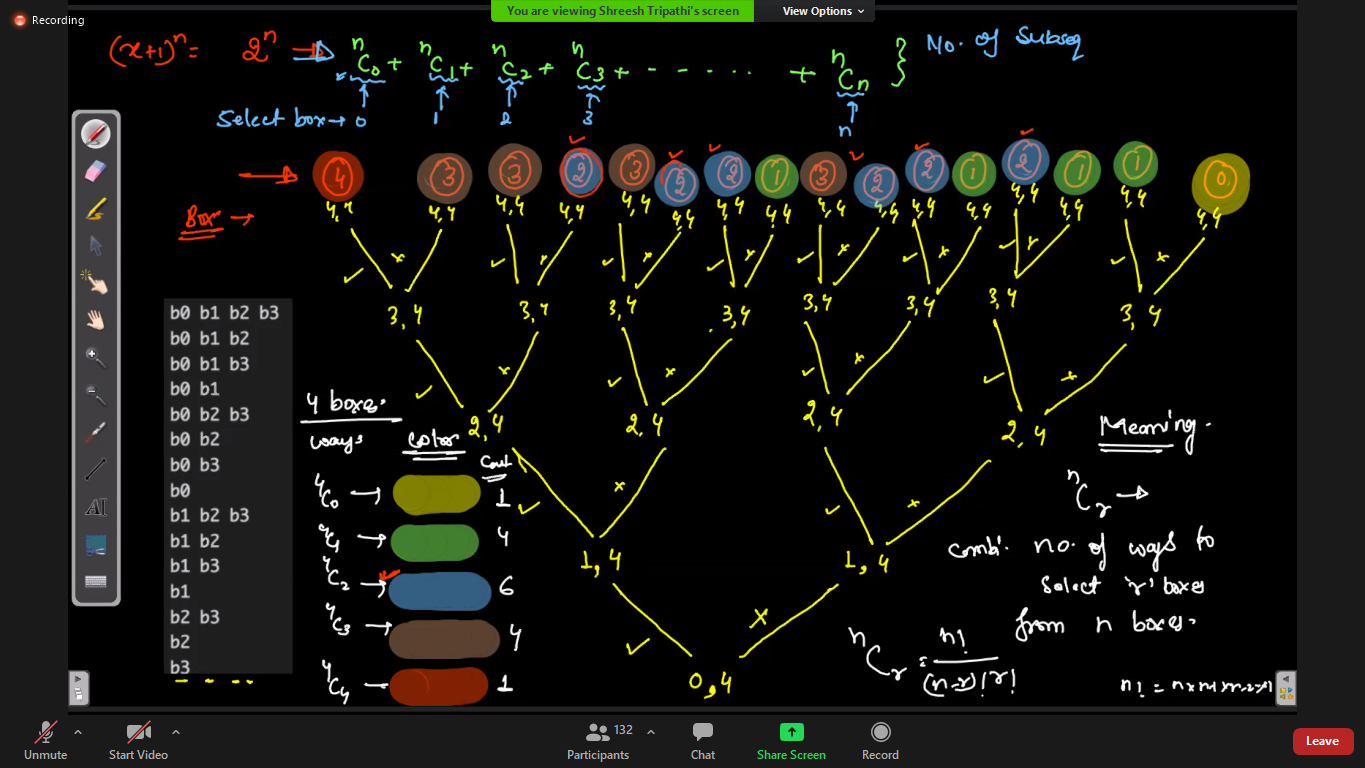 Recording
You are viewing Shreesh Tripathi's screen
View Options
(x+1)ⁿ = 2ⁿ ⇒ ⁿC₀ + ⁿC₁ + ⁿC₂ + ⁿC₃ + - - - . . . . + ⁿCₙ } No. of Subseq
Select box → 0 1 2 3 n
4 3 3 2 3 2 2 1 3 2 2 1 2 1 1 0
Box →
4,4 4,4 4,4 4,4 4,4 4,4 4,4 4,4 4,4 4,4 4,4 4,4 4,4 4,4 4,4 4,4
3,4 3,4 3,4 3,4 3,4 3,4 3,4 3,4
2,4 2,4 2,4 2,4
1,4 1,4
0,4
b0 b1 b2 b3
b0 b1 b2
b0 b1 b3
b0 b1
b0 b2 b3
b0 b2
b0 b3
b0
b1 b2 b3
b1 b2
b1 b3
b1
b2 b3
b2
b3
4 boxes.
ways color
⁴C₀ → 1
⁴C₁ → 4
⁴C₂ → 6
⁴C₃ → 4
⁴C₄ — 1
Meaning.
ⁿCᵣ →
no. of ways to
Select 'r' boxes
from n boxes.
ⁿCᵣ = n! / (n-r)! r!
Unmute
Start Video
Participants
132
Chat
Share Screen
Record
Leave